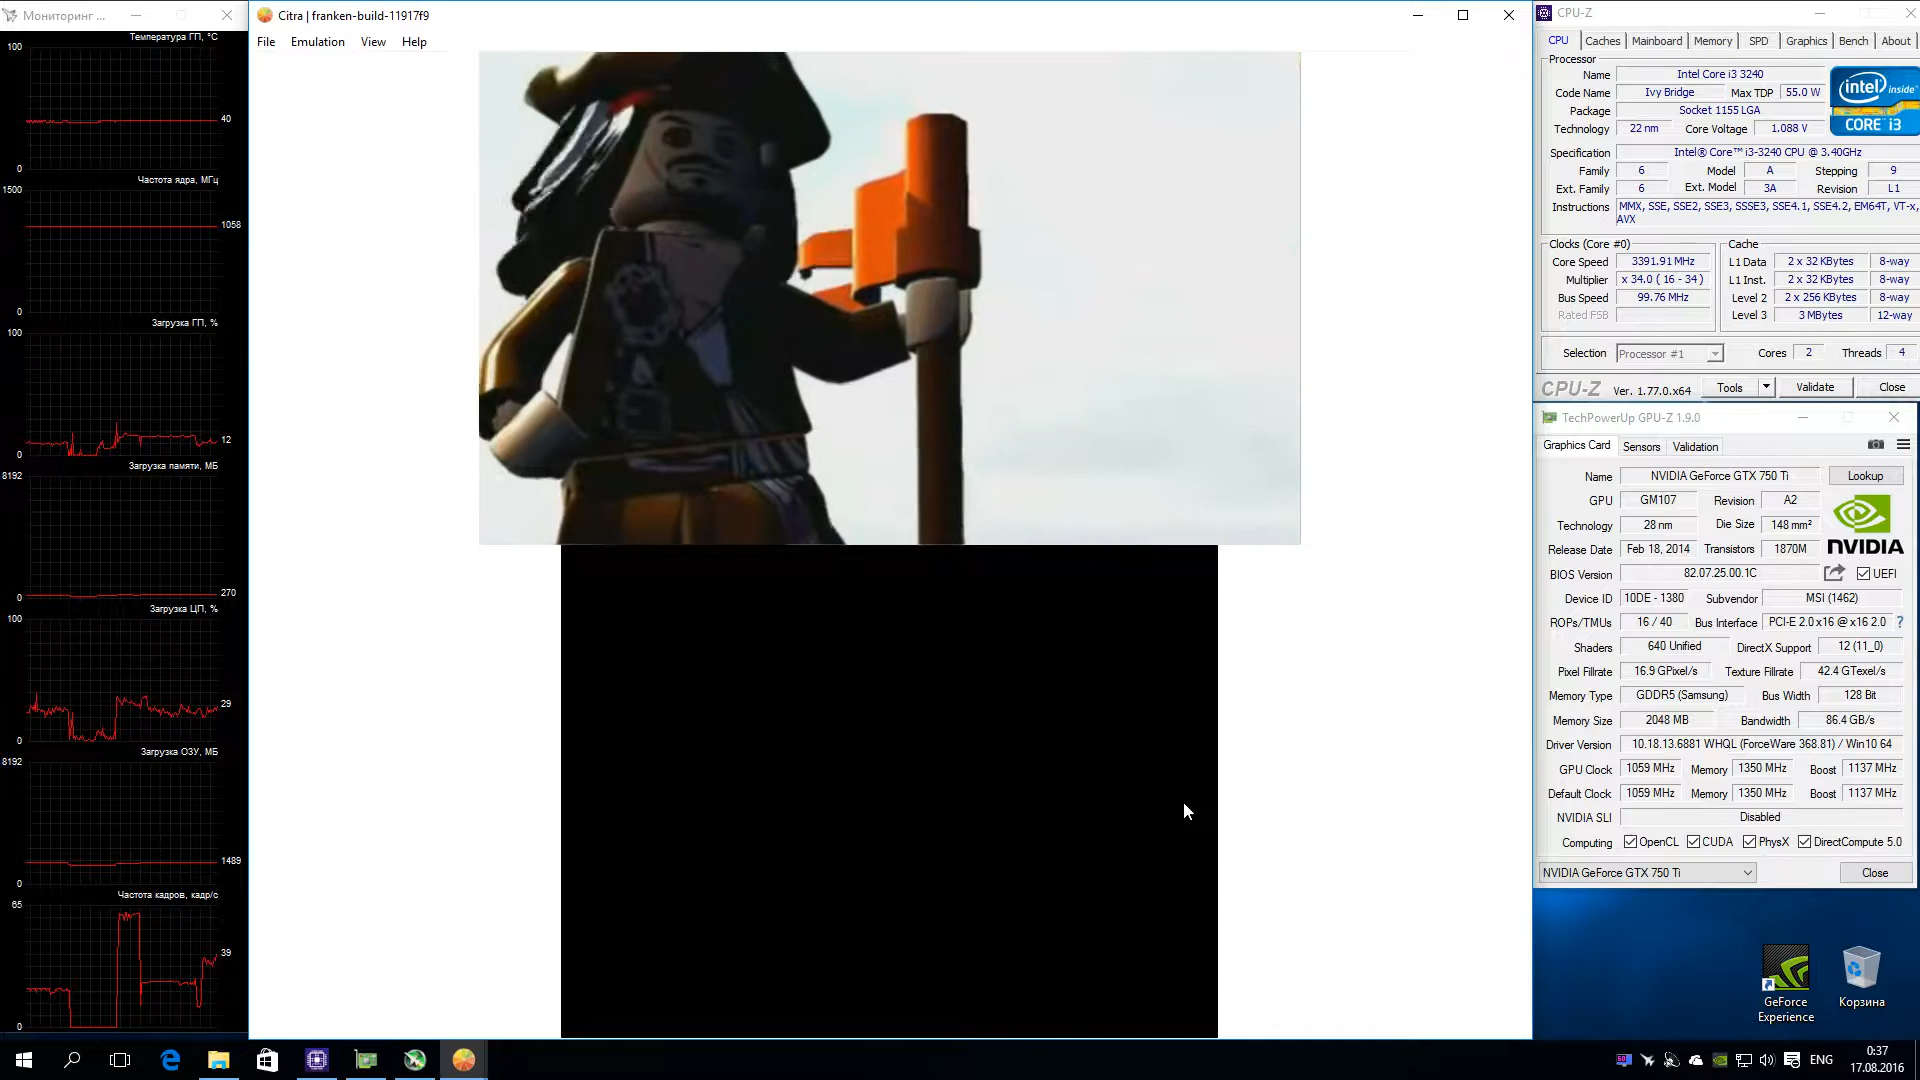 Мониторинг ...
Температура ГП, °C
100
40
0
Частота ядра, МГц
1500
1058
0
Загрузка ГП, %
100
12
0
Загрузка памяти, МБ
8192
270
0
Загрузка ЦП, %
100
29
0
Загрузка ОЗУ, МБ
8192
1489
0
Частота кадров, кадр/с
65
39
0
Citra | franken-build-11917f9
File Emulation View Help
CPU-Z
CPU Caches Mainboard Memory SPD Graphics Bench About
Processor
Name Intel Core i3 3240
Code Name Ivy Bridge Max TDP 55.0 W
Package Socket 1155 LGA
Technology 22 nm Core Voltage 1.088 V
intel inside™
CORE i3
Specification Intel® Core™ i3-3240 CPU @ 3.40GHz
Family 6 Model A Stepping 9
Ext. Family 6 Ext. Model 3A Revision L1
Instructions MMX, SSE, SSE2, SSE3, SSSE3, SSE4.1, SSE4.2, EM64T, VT-x,
AVX
Clocks (Core #0)
Core Speed 3391.91 MHz
Multiplier x 34.0 ( 16 - 34 )
Bus Speed 99.76 MHz
Rated FSB
Cache
L1 Data 2 x 32 KBytes 8-way
L1 Inst. 2 x 32 KBytes 8-way
Level 2 2 x 256 KBytes 8-way
Level 3 3 MBytes 12-way
Selection Processor #1 Cores 2 Threads 4
CPU-Z Ver. 1.77.0.x64 Tools Validate Close
TechPowerUp GPU-Z 1.9.0
Graphics Card Sensors Validation
Name NVIDIA GeForce GTX 750 Ti Lookup
GPU GM107 Revision A2
Technology 28 nm Die Size 148 mm²
Release Date Feb 18, 2014 Transistors 1870M
NVIDIA
BIOS Version 82.07.25.00.1C UEFI
Device ID 10DE - 1380 Subvendor MSI (1462)
ROPs/TMUs 16 / 40 Bus Interface PCI-E 2.0 x16 @ x16 2.0 ?
Shaders 640 Unified DirectX Support 12 (11_0)
Pixel Fillrate 16.9 GPixel/s Texture Fillrate 42.4 GTexel/s
Memory Type GDDR5 (Samsung) Bus Width 128 Bit
Memory Size 2048 MB Bandwidth 86.4 GB/s
Driver Version 10.18.13.6881 WHQL (ForceWare 368.81) / Win10 64
GPU Clock 1059 MHz Memory 1350 MHz Boost 1137 MHz
Default Clock 1059 MHz Memory 1350 MHz Boost 1137 MHz
NVIDIA SLI Disabled
Computing OpenCL CUDA PhysX DirectCompute 5.0
NVIDIA GeForce GTX 750 Ti Close
GeForce
Experience
Корзина
ENG
0:37
17.08.2016